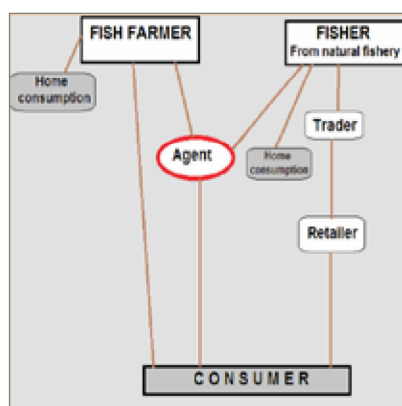 FISH FARMER
FISHER
From natural fishery
Home
consumption
Trader
Agent
Home
consumption
Retailer
CONSUMER